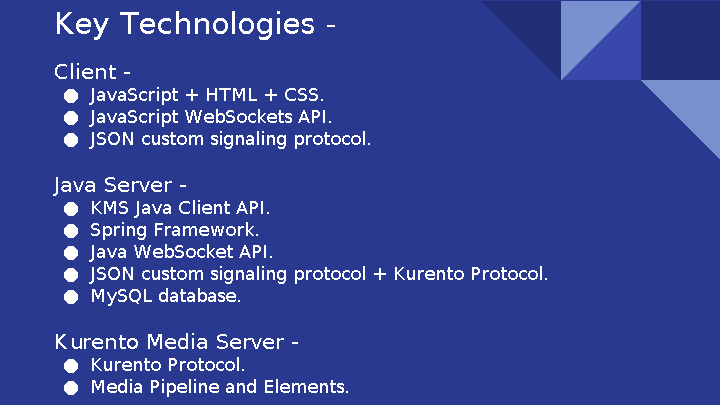 Key Technologies -
Client -
● JavaScript + HTML + CSS.
● JavaScript WebSockets API.
● JSON custom signaling protocol.
Java Server -
● KMS Java Client API.
● Spring Framework.
● Java WebSocket API.
● JSON custom signaling protocol + Kurento Protocol.
● MySQL database.
Kurento Media Server -
● Kurento Protocol.
● Media Pipeline and Elements.